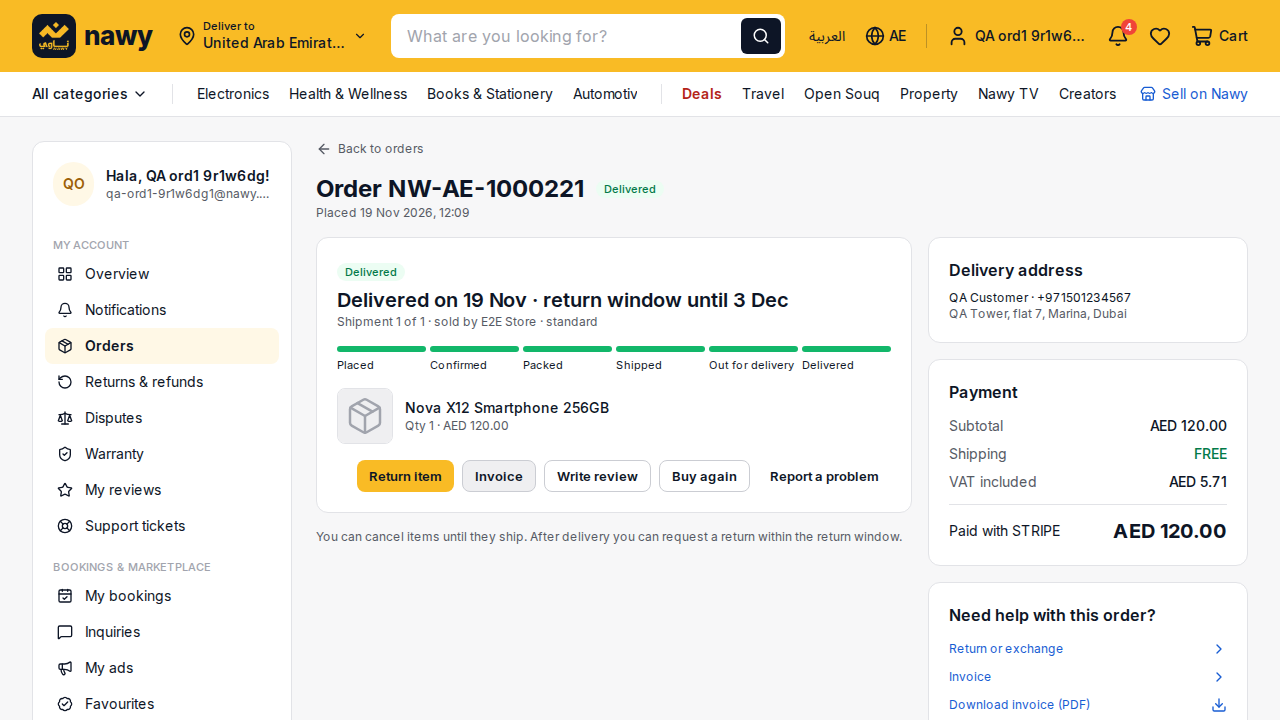 ناوي
nawy
Deliver to
United Arab Emirat...
What are you looking for?
العربية
AE
QA ord1 9r1w6...
4
Cart
All categories
Electronics
Health & Wellness
Books & Stationery
Automotiv
Deals
Travel
Open Souq
Property
Nawy TV
Creators
Sell on Nawy
QO
Hala, QA ord1 9r1w6dg!
qa-ord1-9r1w6dg1@nawy....
MY ACCOUNT
Overview
Notifications
Orders
Returns & refunds
Disputes
Warranty
My reviews
Support tickets
BOOKINGS & MARKETPLACE
My bookings
Inquiries
My ads
Favourites
Back to orders
Order NW-AE-1000221
Delivered
Placed 19 Nov 2026, 12:09
Delivered
Delivered on 19 Nov · return window until 3 Dec
Shipment 1 of 1 · sold by E2E Store · standard
Placed
Confirmed
Packed
Shipped
Out for delivery
Delivered
Nova X12 Smartphone 256GB
Qty 1 · AED 120.00
Return item
Invoice
Write review
Buy again
Report a problem
You can cancel items until they ship. After delivery you can request a return within the return window.
Delivery address
QA Customer · +971501234567
QA Tower, flat 7, Marina, Dubai
Payment
Subtotal AED 120.00
Shipping FREE
VAT included AED 5.71
Paid with STRIPE AED 120.00
Need help with this order?
Return or exchange
Invoice
Download invoice (PDF)